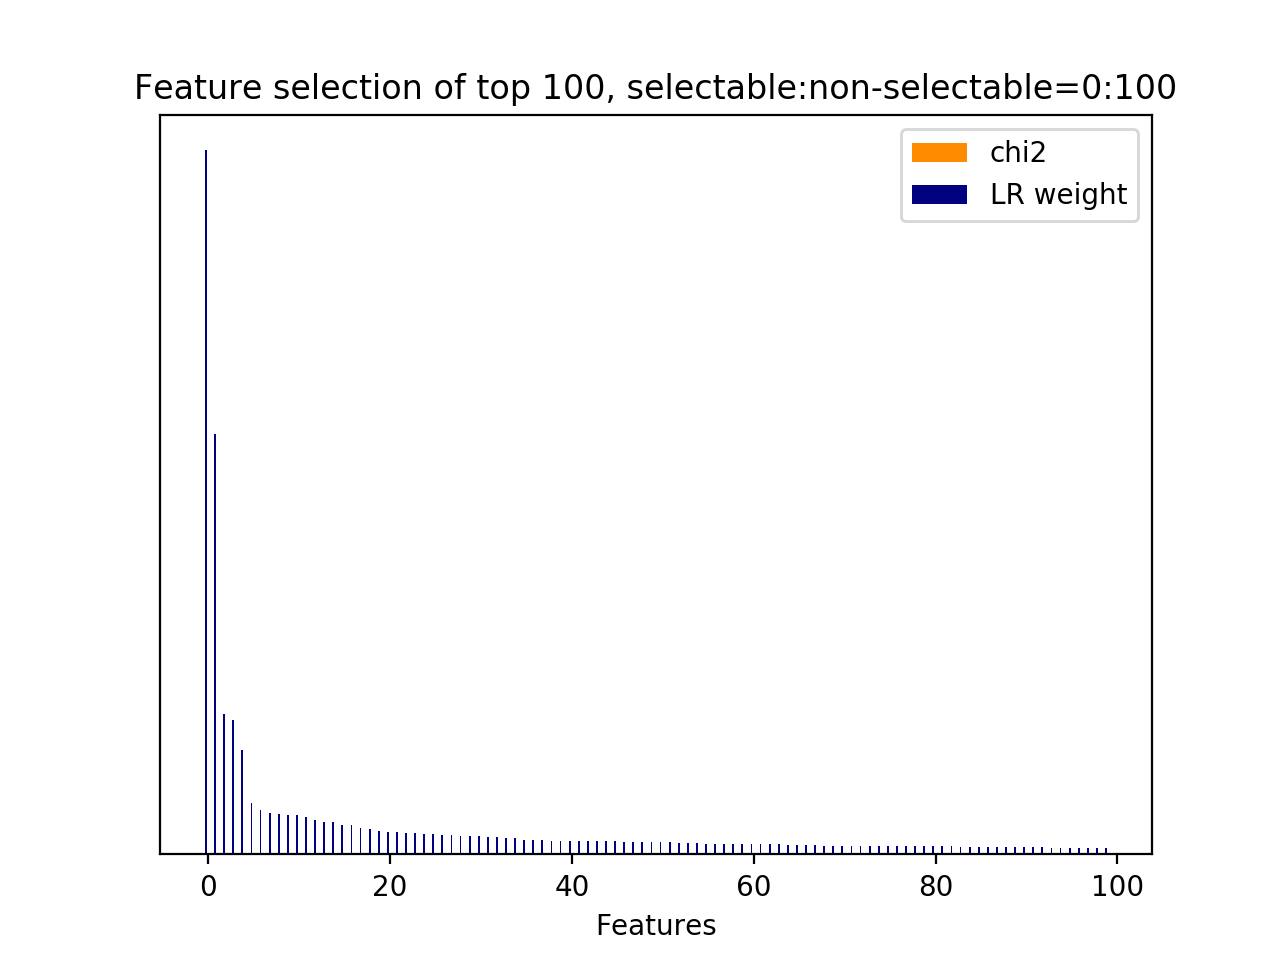 Feature selection of top 100, selectable:non-selectable=0:100
chi2
LR weight
0 20 40 60 80 100
Features